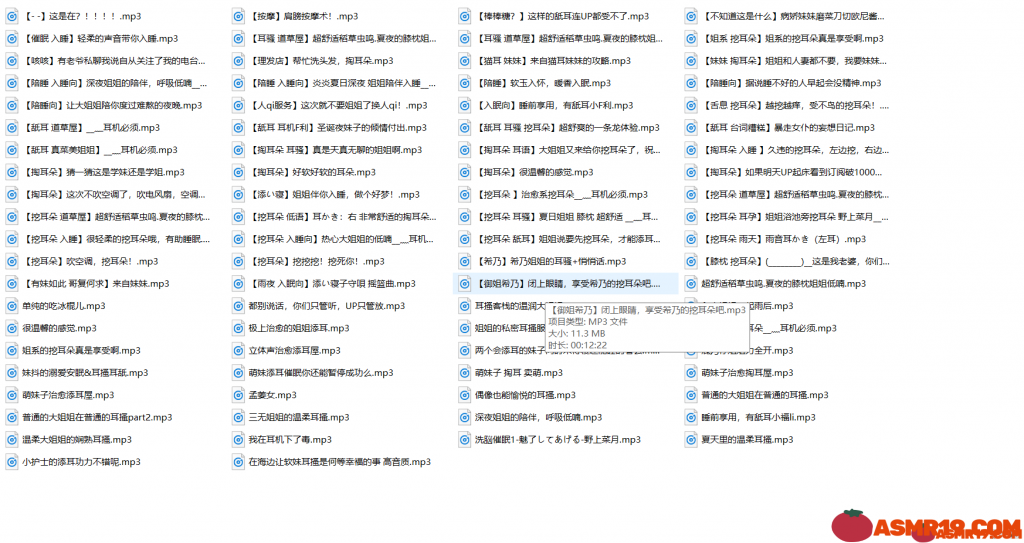 【- -】这是在？！！！！.mp3
【按摩】肩膀按摩术！.mp3
【棒棒糖？】这样的舔耳连UP都受不了.mp3
【不知道这是什么】病娇妹妹磨菜刀切欧尼酱...
【催眠 入睡】轻柔的声音带你入睡.mp3
【耳骚 道草屋】超舒适稻草虫鸣.夏夜的膝枕姐...
【耳骚 道草屋】超舒适稻草虫鸣.夏夜的膝枕姐...
【姐系 挖耳朵】姐系的挖耳朵真是享受啊.mp3
【咳咳】有老爷私聊我说自从关注了我的电台...
【理发店】帮忙洗头发，掏耳朵.mp3
【猫耳 妹妹】来自猫耳妹妹的攻略.mp3
【妹妹 掏耳朵】姐姐和人妻都不要，我要妹妹...
【陪睡 入睡向】深夜姐姐的陪伴，呼吸低喃_...
【陪睡 入睡向】炎炎夏日深夜 姐姐陪伴入睡_...
【陪睡】软玉入怀，暖香入眠.mp3
【陪睡向】据说睡不好的人早起会没精神.mp3
【陪睡向】让大姐姐陪你度过难熬的夜晚.mp3
【人qi服务】这次就不要姐姐了换人qi！.mp3
【入眠向】睡前享用，有舔耳小F利.mp3
【舌息 挖耳朵】越挖越痒，受不鸟的挖耳朵！...
【舔耳 道草屋】__耳机必须.mp3
【舔耳 耳机F利】圣诞夜妹子的倾情付出.mp3
【舔耳 耳骚 挖耳朵】超舒爽的一条龙体验.mp3
【舔耳 台词糟糕】暴走女仆的妄想日记.mp3
【舔耳 真菜美姐姐】__耳机必须.mp3
【掏耳朵 耳骚】真是天真无聊的姐姐啊.mp3
【掏耳朵 耳语】大姐姐又来给你挖耳朵了，祝...
【掏耳朵 入睡 】久违的挖耳朵，左边挖，右边...
【掏耳朵】猜一猜这是学妹还是学姐.mp3
【掏耳朵】好软好软的耳朵.mp3
【掏耳朵】很温馨的感觉.mp3
【掏耳朵】如果明天UP起床看到订阅破1000...
【掏耳朵】这次不吹空调了，吹电风扇，空调...
【添い寝】姐姐伴你入睡，做个好梦！.mp3
【挖耳朵 】治愈系挖耳朵__耳机必须.mp3
【挖耳朵 道草屋】超舒适稻草虫鸣.夏夜的膝枕...
【挖耳朵 道草屋】超舒适稻草虫鸣.夏夜的膝枕...
【挖耳朵 低语】耳かき：右 非常舒适的掏耳朵...
【挖耳朵 耳骚】夏日姐姐 膝枕 超舒适 __耳...
【挖耳朵 耳孕】姐姐浴池旁挖耳朵 野上菜月_...
【挖耳朵 入睡】很轻柔的挖耳朵哦，有助睡眠....
【挖耳朵 入睡向】热心大姐姐的低喃__耳机...
【挖耳朵 舔耳】姐姐说要先挖耳朵，才能添耳...
【挖耳朵 雨天】雨音耳かき（左耳）.mp3
【挖耳朵】吹空调，挖耳朵！.mp3
【挖耳朵】挖挖挖！挖死你！.mp3
【希乃】希乃姐姐的耳骚+悄悄话.mp3
【膝枕 挖耳朵】(________)__这是我老婆，你们...
【有妹如此 哥复何求】来自妹妹.mp3
【雨夜 入眠向】添い寝子守唄 摇篮曲.mp3
【御姐希乃】闭上眼睛，享受希乃的挖耳朵吧....
超舒适稻草虫鸣.夏夜的膝枕姐姐低喃.mp3
单纯的吃冰棍儿.mp3
都别说话，你们只管听，UP只管放.mp3
耳搔客栈的温润大
起雨后.mp3
【御姐希乃】闭上眼睛，享受希乃的挖耳朵吧.mp3
项目类型: MP3 文件
大小: 11.3 MB
时长: 00:12:22
很温馨的感觉.mp3
极上治愈的姐姐添耳.mp3
姐姐的私密耳搔服
耳朵__耳机必须.mp3
姐系的挖耳朵真是享受啊.mp3
立体声治愈添耳屋.mp3
两个会添耳的妹子
力全开.mp3
妹抖的溺爱安眠&耳搔耳舐.mp3
萌妹添耳催眠你还能暂停成功么.mp3
萌妹子 掏耳 卖萌.mp3
萌妹子治愈掏耳屋.mp3
萌妹子治愈添耳屋.mp3
孟姜女.mp3
偶像也能愉悦的耳搔.mp3
普通的大姐姐在普通的耳搔.mp3
普通的大姐姐在普通的耳搔part2.mp3
三无姐姐的温柔耳搔.mp3
深夜姐姐的陪伴，呼吸低喃.mp3
睡前享用，有舔耳小福li.mp3
温柔大姐姐的娴熟耳搔.mp3
我在耳机下了毒.mp3
洗脑催眠1-魅了してあげる-野上菜月.mp3
夏天里的温柔耳搔.mp3
小护士的添耳功力不错呢.mp3
在海边让软妹耳搔是何等幸福的事 高音质.mp3
ASMR19.COM
ASMR19.COM